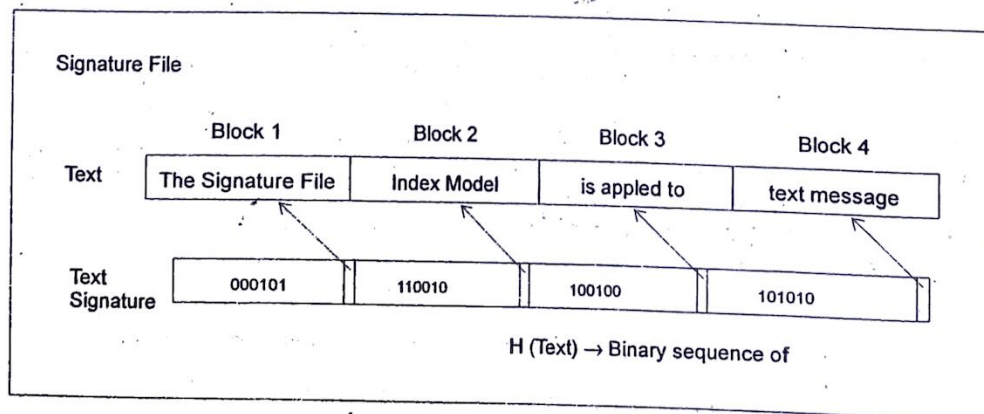 Signature File
Block 1 Block 2 Block 3 Block 4
Text The Signature File Index Model is appled to text message
Text
Signature 000101 110010 100100 101010
H (Text) → Binary sequence of